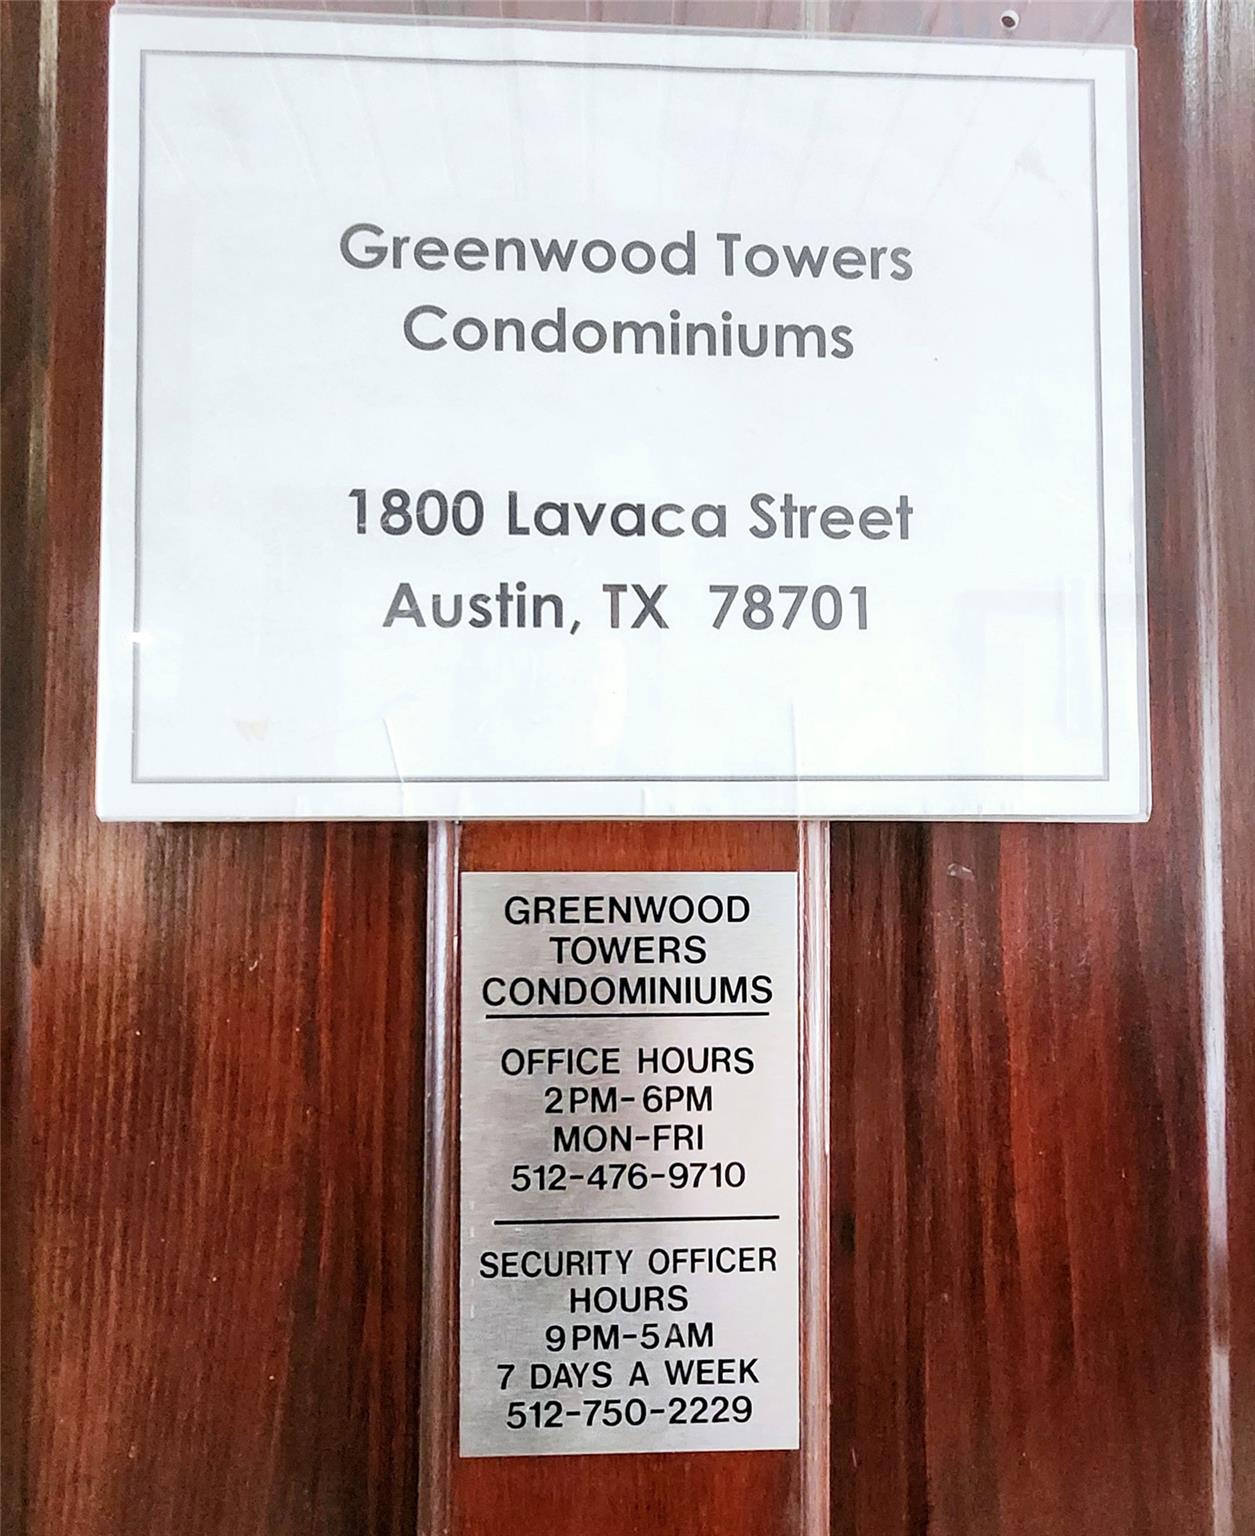 Greenwood Towers
Condominiums
1800 Lavaca Street
Austin, TX 78701
GREENWOOD
TOWERS
CONDOMINIUMS
OFFICE HOURS
2PM-6PM
MON-FRI
512-476-9710
SECURITY OFFICER
HOURS
9PM-5AM
7 DAYS A WEEK
512-750-2229